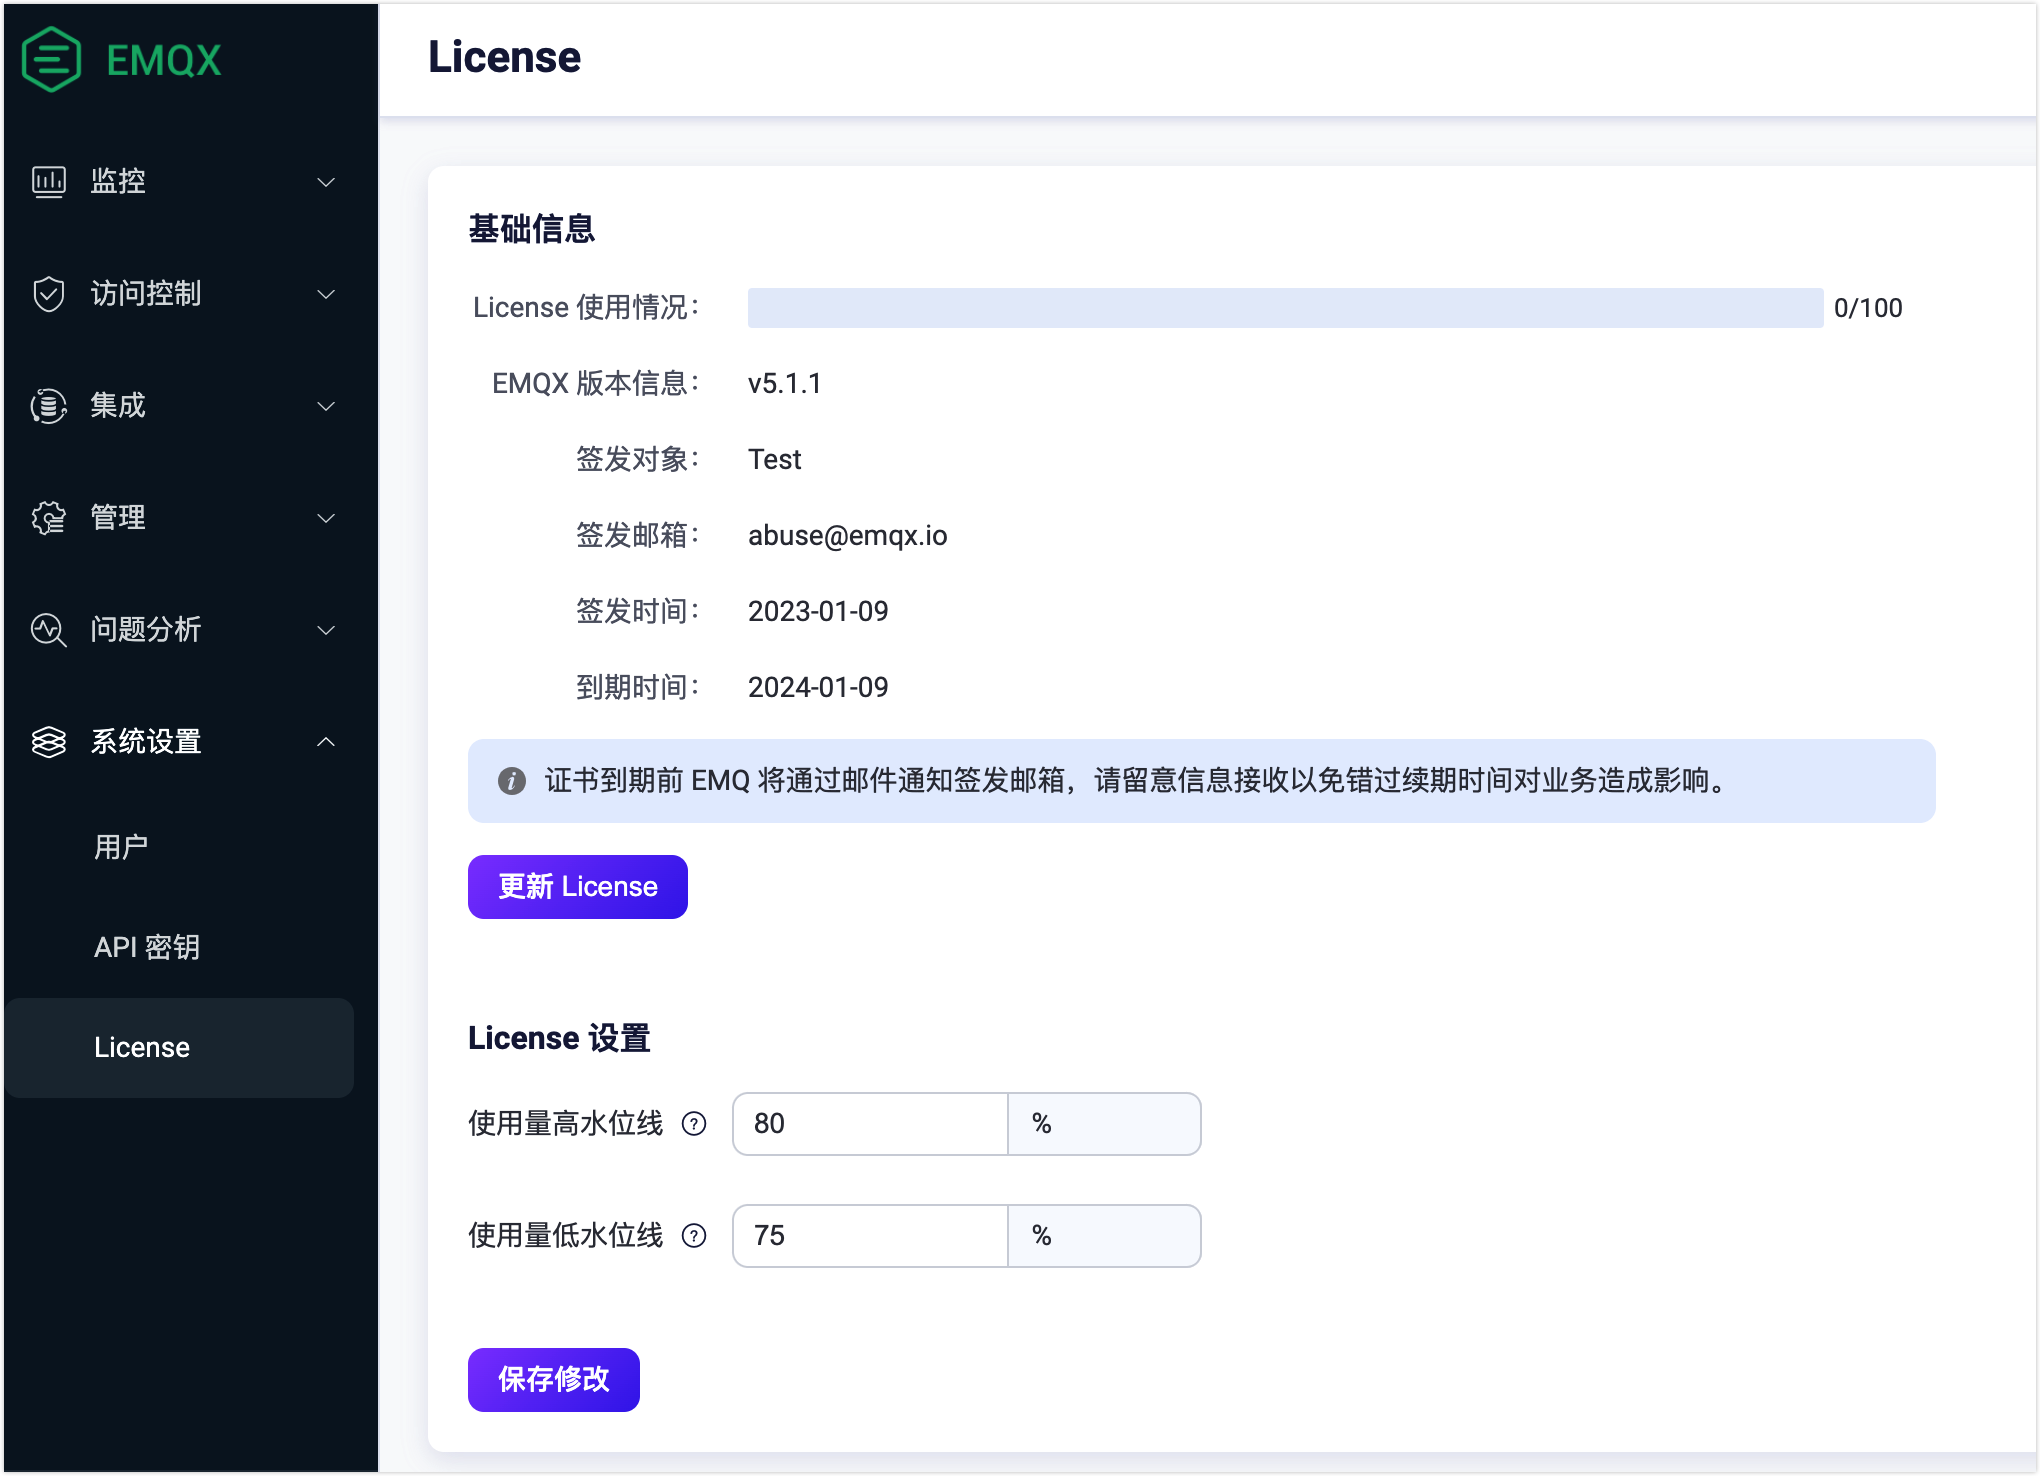 EMQX
监控
访问控制
集成
管理
问题分析
系统设置
用户
API 密钥
License
License
基础信息
License 使用情况： 0/100
EMQX 版本信息： v5.1.1
签发对象： Test
签发邮箱： abuse@emqx.io
签发时间： 2023-01-09
到期时间： 2024-01-09
证书到期前 EMQ 将通过邮件通知签发邮箱，请留意信息接收以免错过续期时间对业务造成影响。
更新 License
License 设置
使用量高水位线 ? 80 %
使用量低水位线 ? 75 %
保存修改